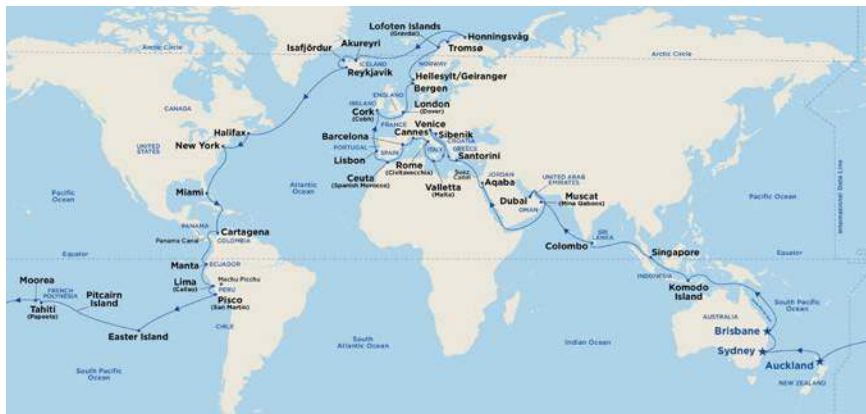 Lofoten Islands
(Gravdal)
Honningsvåg
Tromsø
Akureyri
Isafjördur
Arctic Circle
ICELAND
Reykjavik
NORWAY
Arctic Circle
Hellesylt/Geiranger
Bergen
CANADA
ENGLAND
IRELAND
Cork
(Cobh)
London
(Dover)
FRANCE
Halifax
New York
UNITED
STATES
Venice
Cannes
Sibenik
CROATIA
Barcelona
PORTUGAL
SPAIN
ITALY
GREECE
Santorini
Lisbon
Rome
(Civitavecchia)
Ceuta
(Spanish Morocco)
Valletta
(Malta)
Suez
Canal
JORDAN
Aqaba
UNITED ARAB
EMIRATES
Dubai
OMAN
Muscat
(Mina Qaboos)
Pacific
Ocean
Atlantic
Ocean
Miami
Pacific
Ocean
International Date Line
PANAMA
Panama Canal
Cartagena
COLOMBIA
SRI
LANKA
Colombo
Singapore
Equator
Equator
Manta
ECUADOR
INDONESIA
Komodo
Island
Machu Picchu
Lima
(Callao)
PERU
Pisco
(San Martin)
Moorea
FRENCH
POLYNESIA
Tahiti
(Papeete)
Pitcairn
Island
Easter Island
CHILE
South
Atlantic Ocean
Indian Ocean
South Pacific
Ocean
AUSTRALIA
Brisbane
Sydney
Auckland
NEW ZEALAND
South Pacific
Ocean